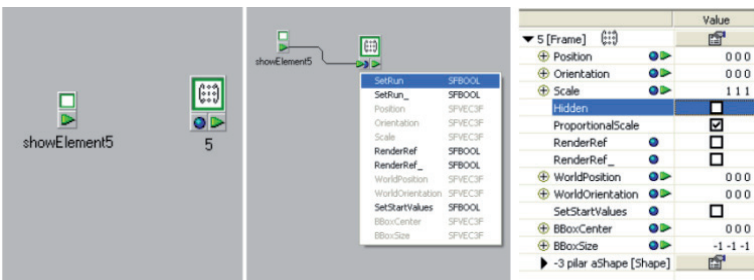 showElement5
5
showElement5
SetRun SFBOOL
SetRun_ SFBOOL
Position SFVEC3F
Orientation SFVEC3F
Scale SFVEC3F
RenderRef SFBOOL
RenderRef_ SFBOOL
WorldPosition SFVEC3F
WorldOrientation SFVEC3F
SetStartValues SFBOOL
BBoxCenter SFVEC3F
BBoxSize SFVEC3F
Value
5 [Frame]
Position 0 0 0
Orientation 0 0 0
Scale 1 1 1
Hidden
ProportionalScale
RenderRef
RenderRef_
WorldPosition 0 0 0
WorldOrientation 0 0 0
SetStartValues
BBoxCenter 0 0 0
BBoxSize -1 -1 -1
-3 pilar aShape [Shape]